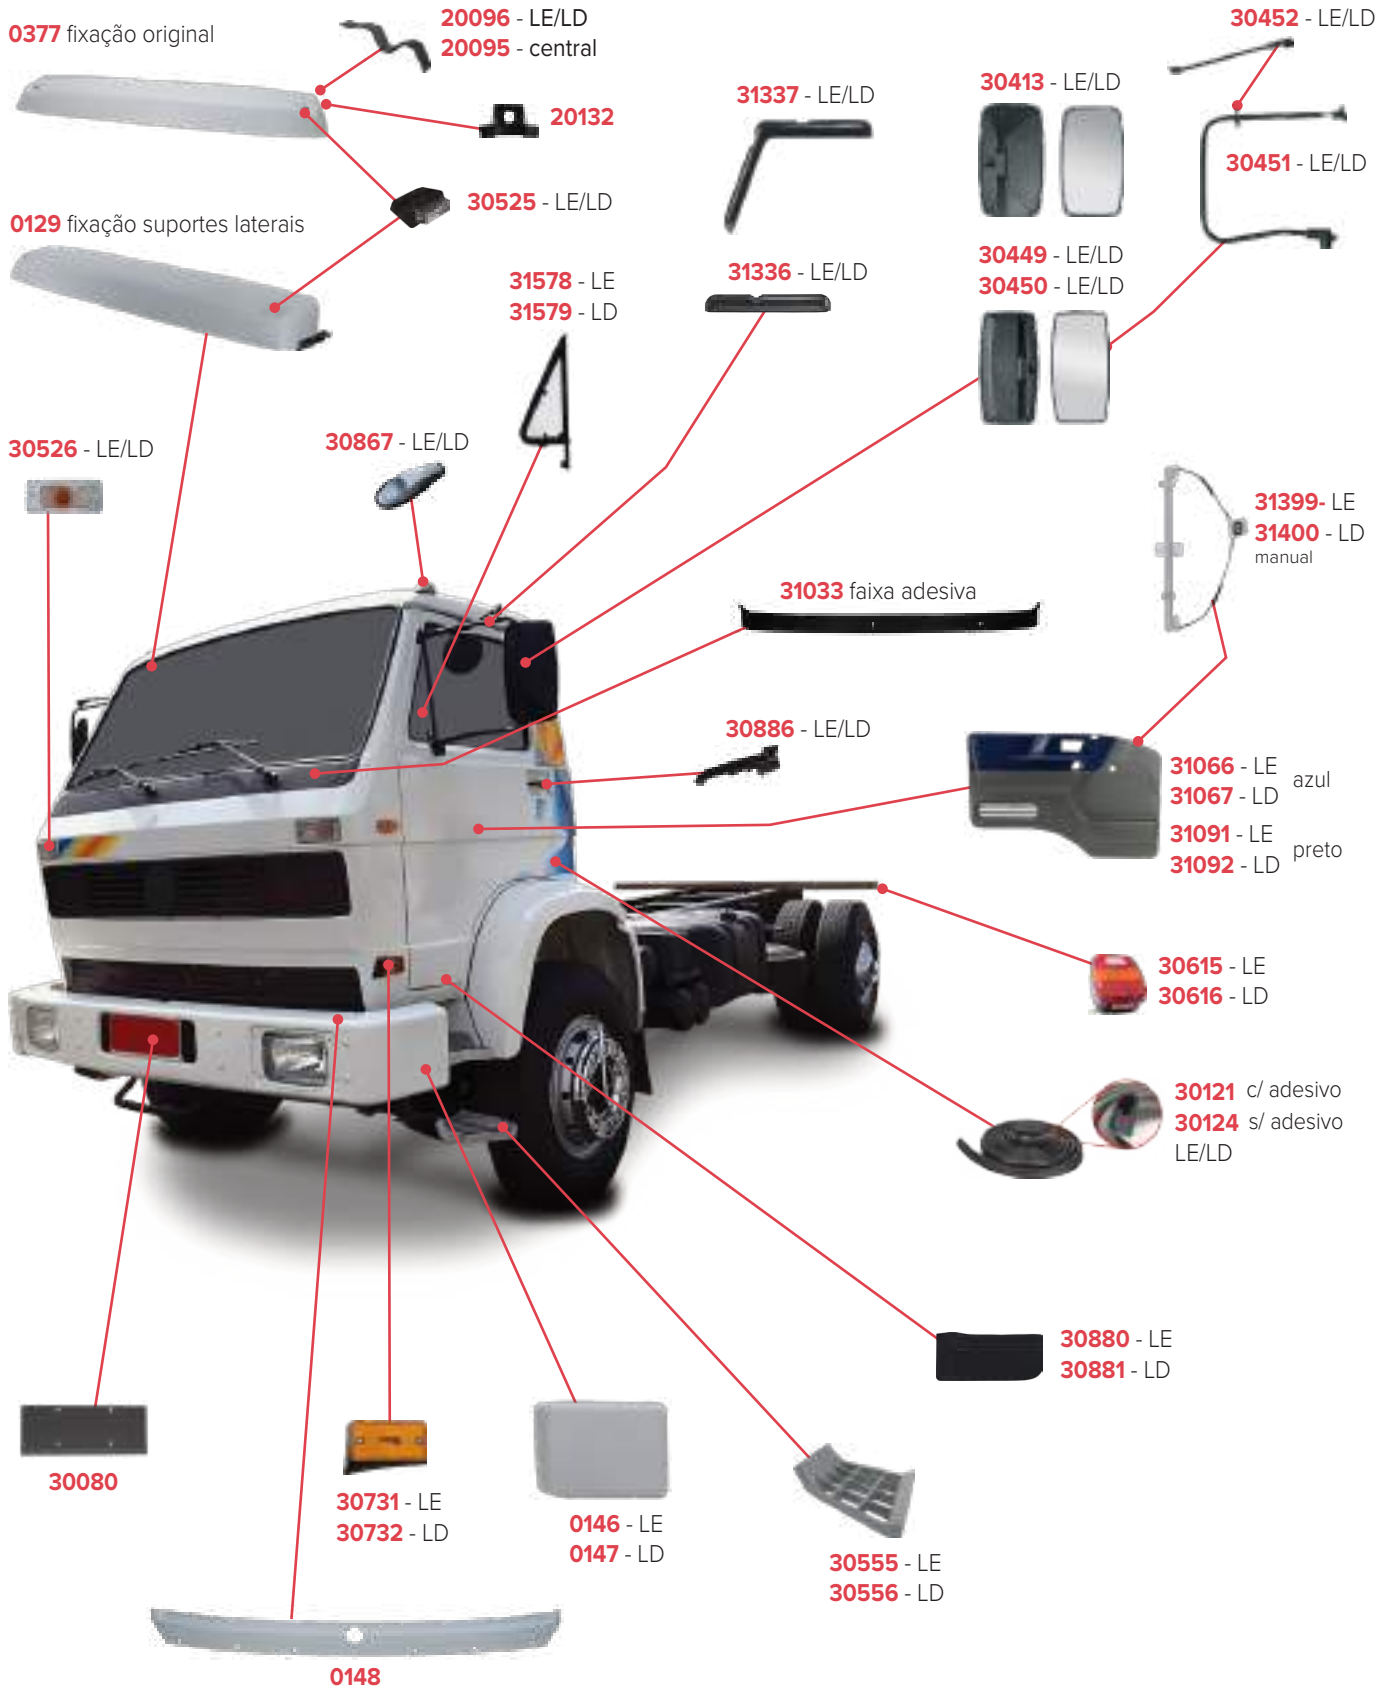 0377 fixação original
20096 - LE/LD
20095 - central
20132
30525 - LE/LD
0129 fixação suportes laterais
31337 - LE/LD
31336 - LE/LD
30413 - LE/LD
30452 - LE/LD
30451 - LE/LD
30449 - LE/LD
30450 - LE/LD
31578 - LE
31579 - LD
30526 - LE/LD
30867 - LE/LD
31399- LE
31400 - LD
manual
31033 faixa adesiva
30886 - LE/LD
31066 - LE
31067 - LD
azul
31091 - LE
31092 - LD
preto
30615 - LE
30616 - LD
30121 c/ adesivo
30124 s/ adesivo
LE/LD
30880 - LE
30881 - LD
30080
30731 - LE
30732 - LD
0146 - LE
0147 - LD
30555 - LE
30556 - LD
0148